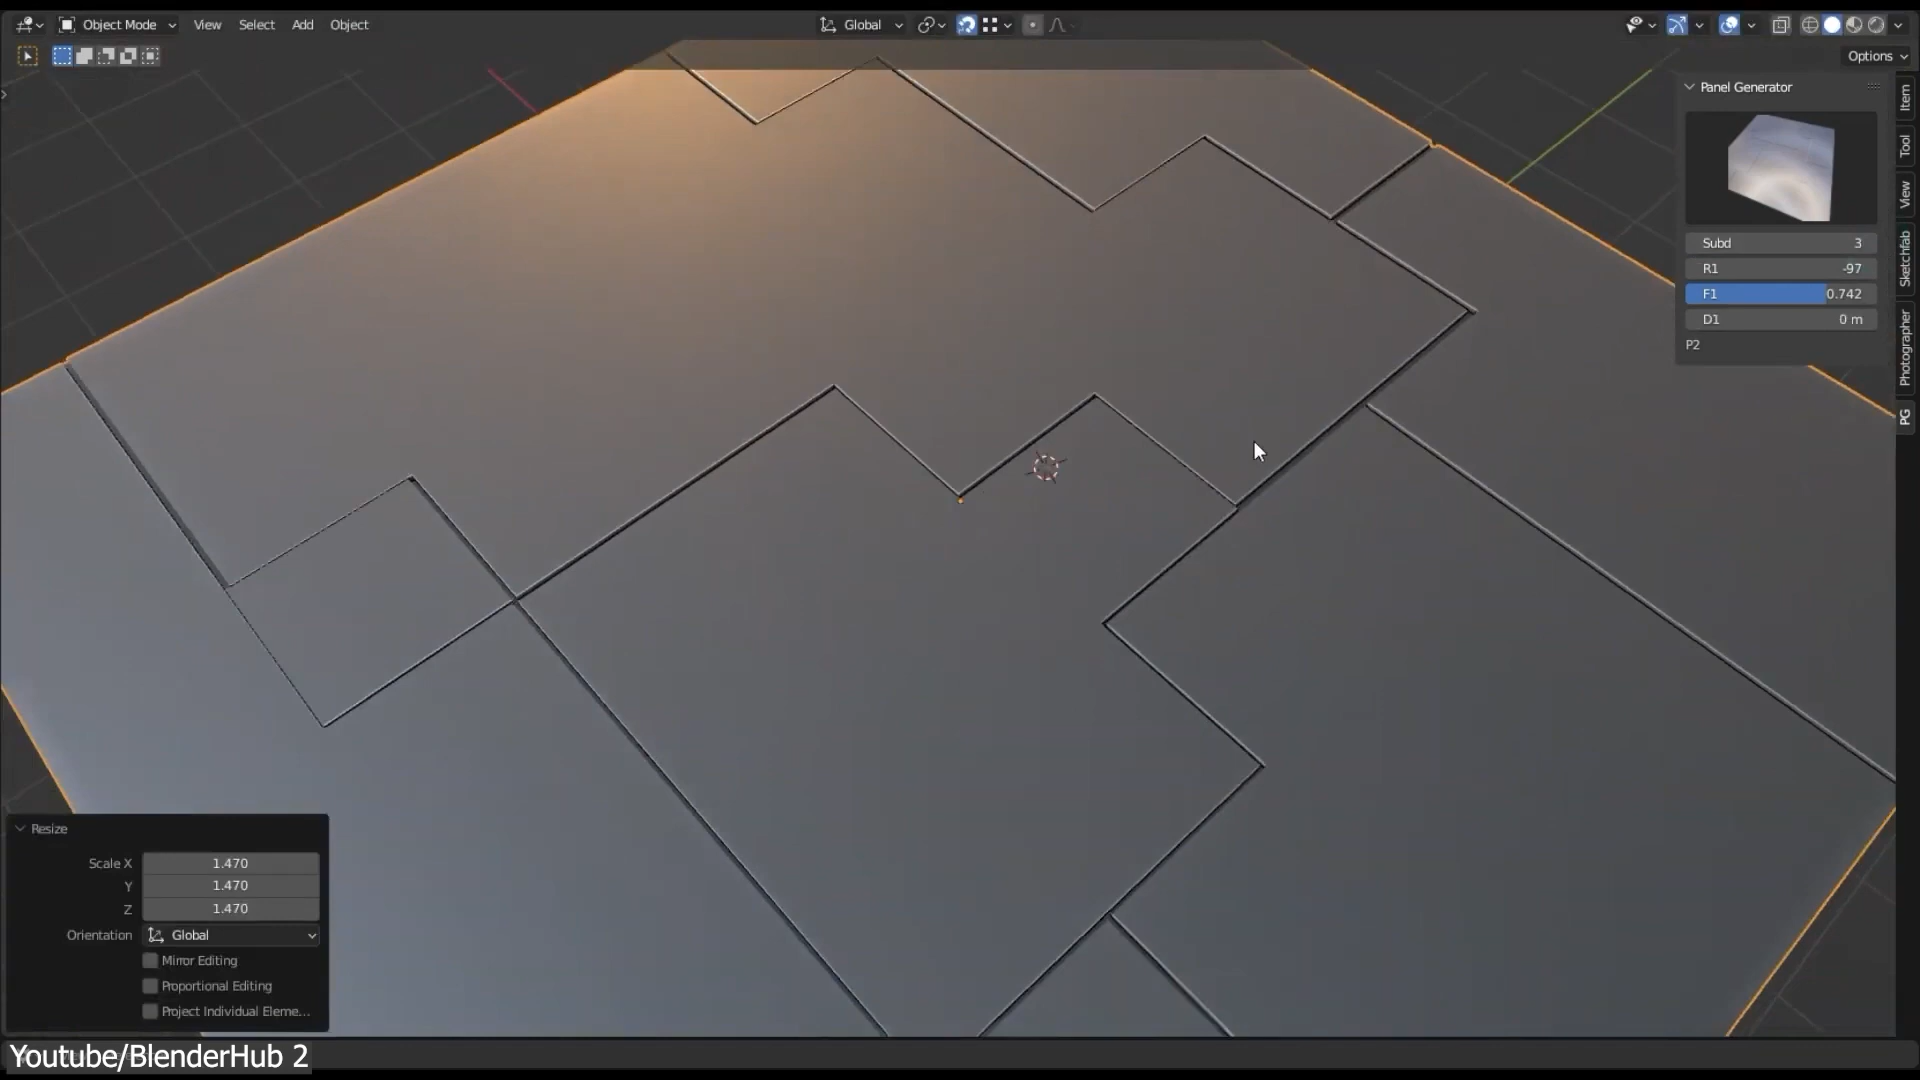 Object Mode View Select Add Object Global
Options
Panel Generator
Subd 3
R1 -97
F1 0.742
D1 0 m
P2
Item
Tool
View
Sketchfab
Photographer
PG
Resize
Scale X 1.470
Y 1.470
Z 1.470
Orientation Global
Mirror Editing
Proportional Editing
Project Individual Eleme...
Youtube/BlenderHub 2